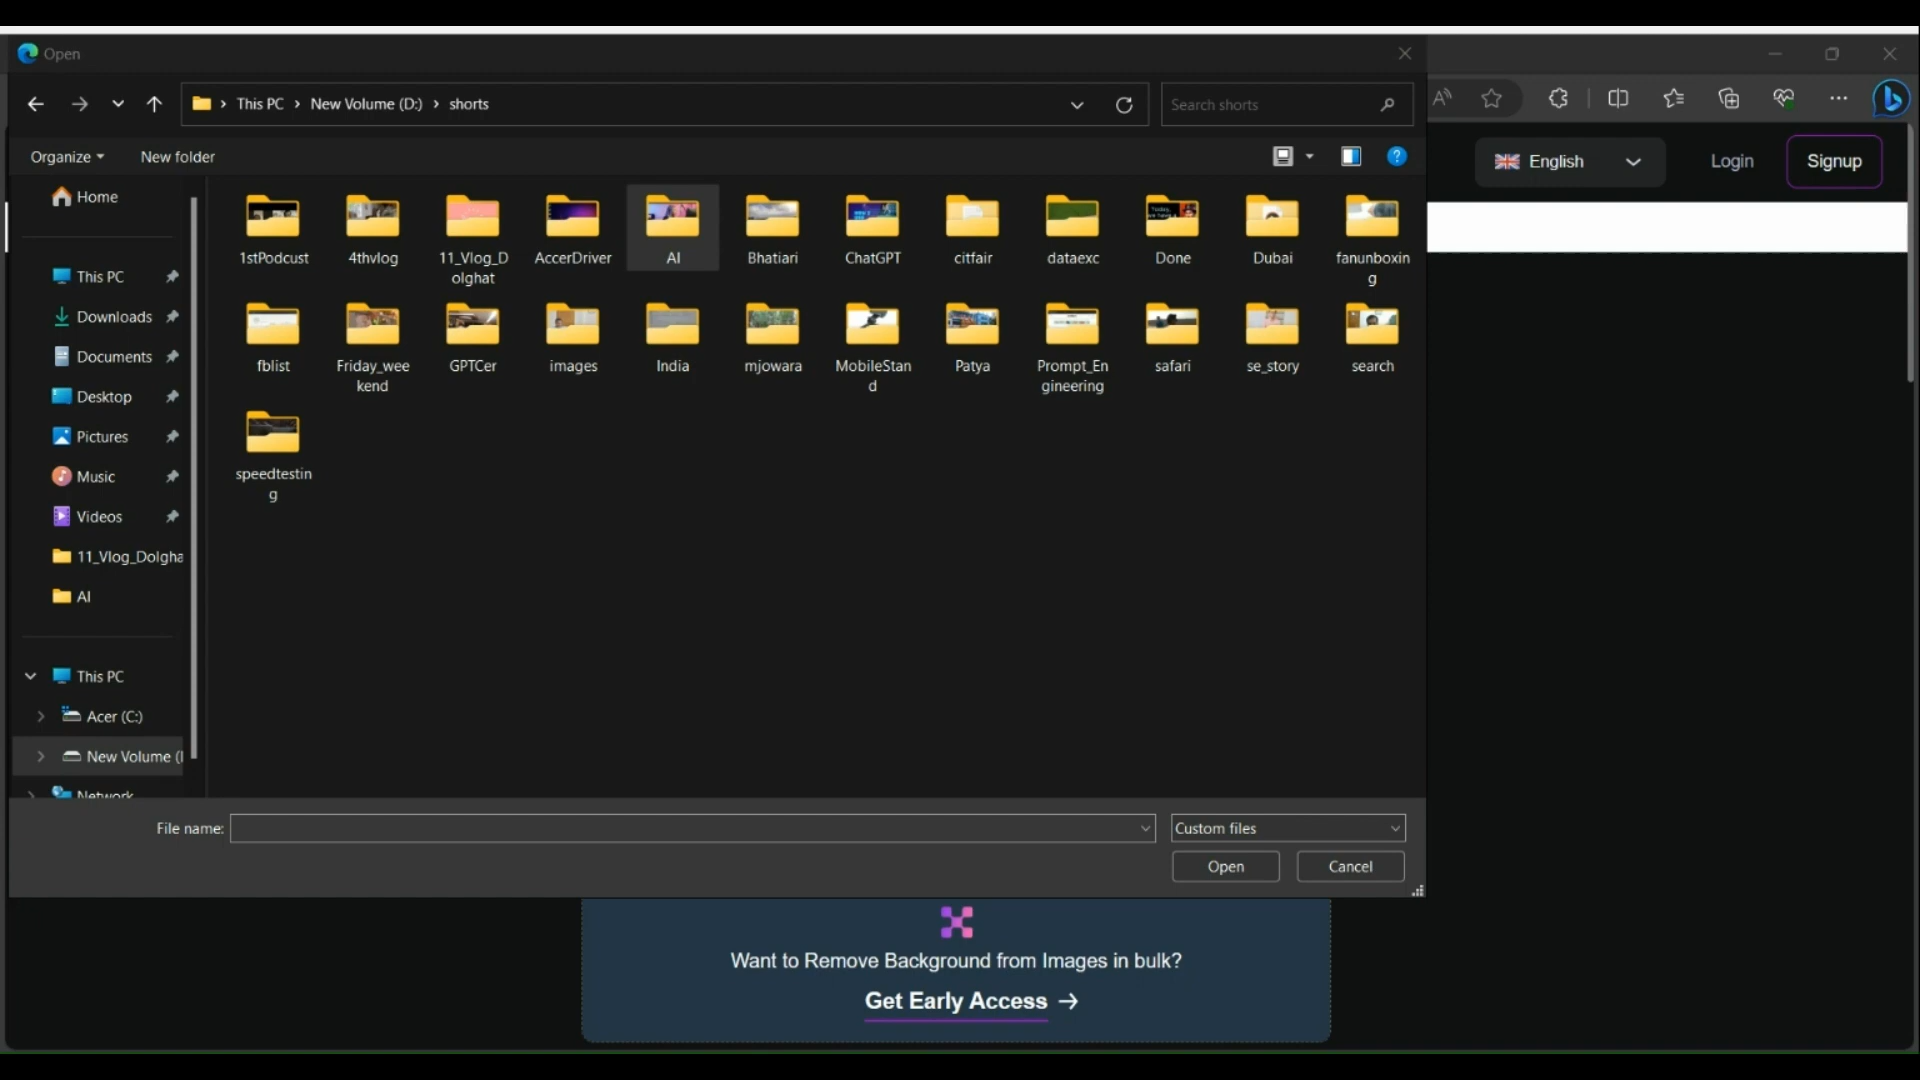 Open
This PC > New Volume (D:) > shorts
Search shorts
Organize
New folder
English
Login
Signup
Home
This PC
Downloads
Documents
Desktop
Pictures
Music
Videos
11_Vlog_Dolgha
AI
This PC
Acer (C:)
New Volume (
Network
1stPodcust
4thvlog
11_Vlog_D
olghat
AccerDriver
AI
Bhatiari
ChatGPT
citfair
dataexc
Done
Dubai
fanunboxin
g
fblist
Friday_wee
kend
GPTCer
images
India
mjowara
MobileStan
d
Patya
Prompt_En
gineering
safari
se_story
search
speedtestin
g
File name:
Custom files
Open
Cancel
Want to Remove Background from Images in bulk?
Get Early Access →